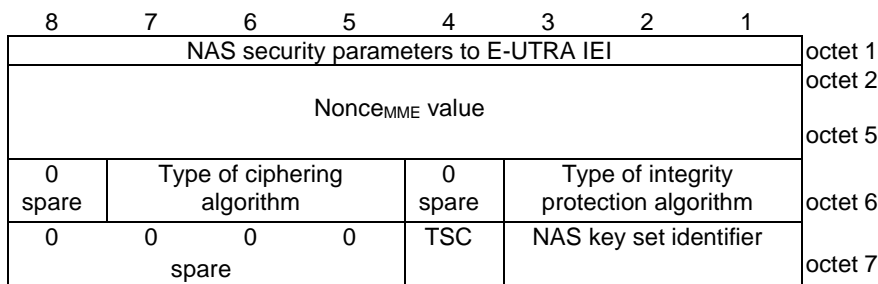 8 7 6 5 4 3 2 1
NAS security parameters to E-UTRA IEI octet 1
octet 2
NonceMME value
octet 5
0 Type of ciphering 0 Type of integrity
spare algorithm spare protection algorithm octet 6
0 0 0 0 TSC NAS key set identifier
spare octet 7